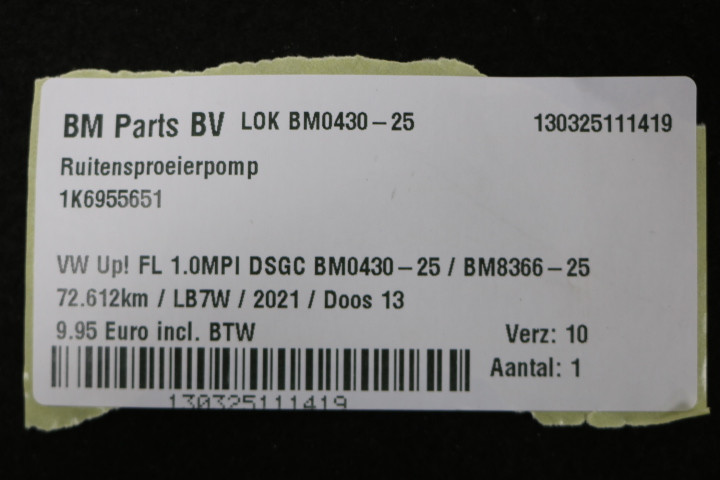 BM Parts BV LOK BM0430-25 130325111419
Ruitensproeierpomp
1K6955651
VW Up! FL 1.0MPI DSGC BM0430-25 / BM8366-25
72.612km / LB7W / 2021 / Doos 13
9.95 Euro incl. BTW Verz: 10
Aantal: 1
130325111419